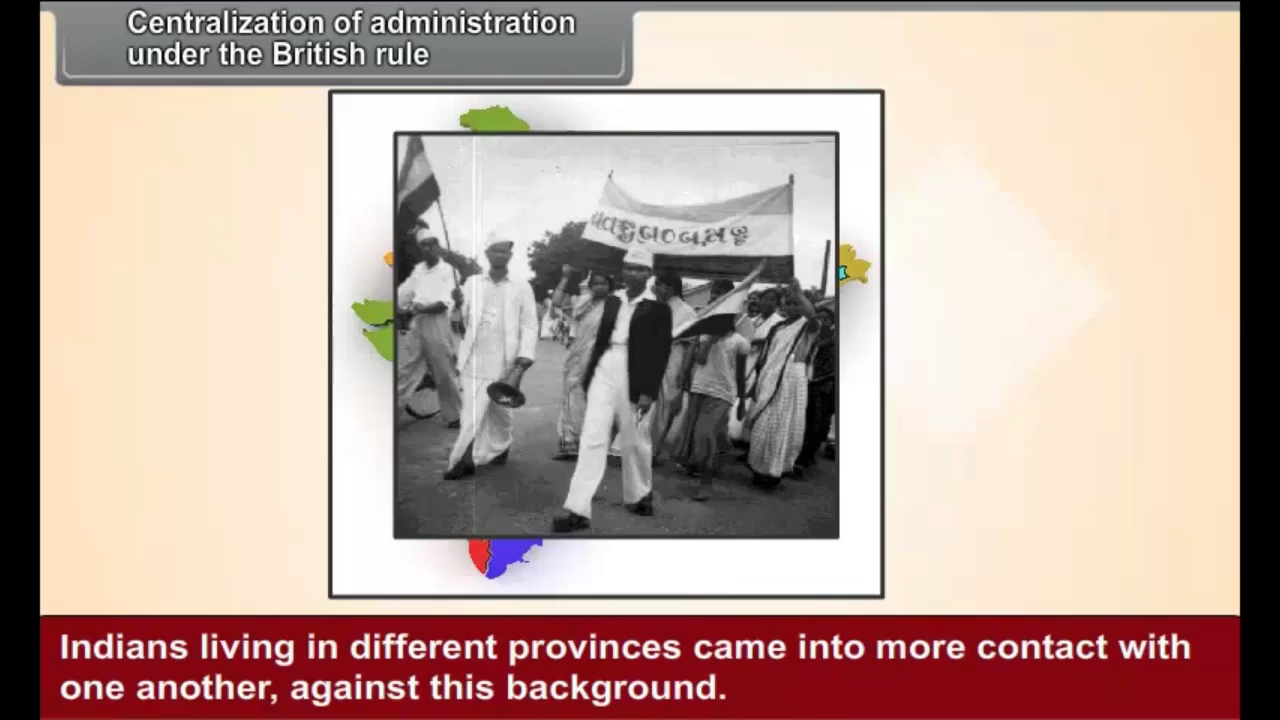 Centralization of administration
under the British rule
Indians living in different provinces came into more contact with
one another, against this background.